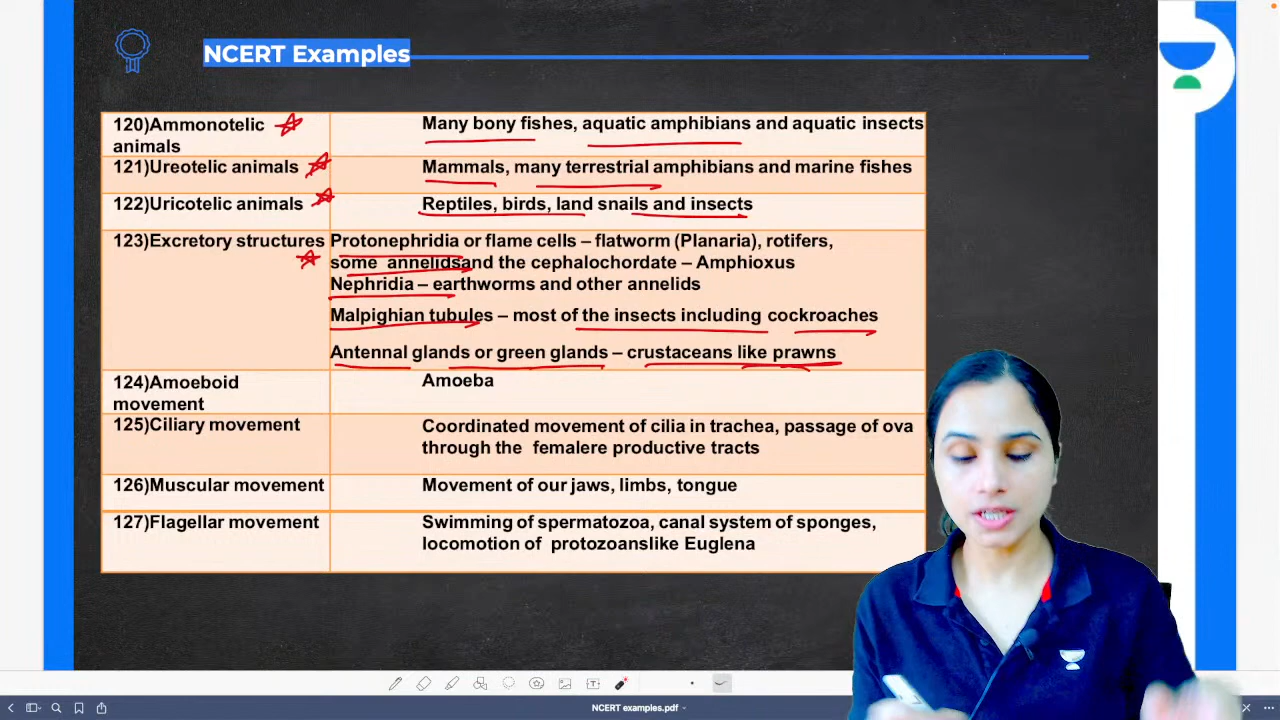 NCERT Examples
120)Ammonotelic
animals
Many bony fishes, aquatic amphibians and aquatic insects
121)Ureotelic animals
Mammals, many terrestrial amphibians and marine fishes
122)Uricotelic animals
Reptiles, birds, land snails and insects
123)Excretory structures
Protonephridia or flame cells – flatworm (Planaria), rotifers,
some annelidsand the cephalochordate – Amphioxus
Nephridia – earthworms and other annelids
Malpighian tubules – most of the insects including cockroaches
Antennal glands or green glands – crustaceans like prawns
124)Amoeboid
movement
Amoeba
125)Ciliary movement
Coordinated movement of cilia in trachea, passage of ova
through the femalere productive tracts
126)Muscular movement
Movement of our jaws, limbs, tongue
127)Flagellar movement
Swimming of spermatozoa, canal system of sponges,
locomotion of protozoanslike Euglena
NCERT examples.pdf